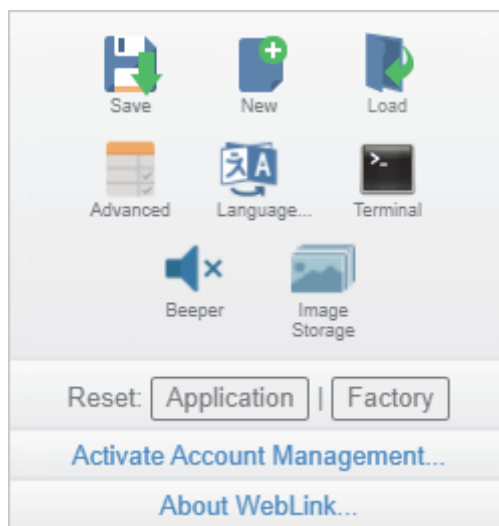 Save New Load
Advanced Language... Terminal
Beeper Image
Storage
Reset: Application | Factory
Activate Account Management...
About WebLink...